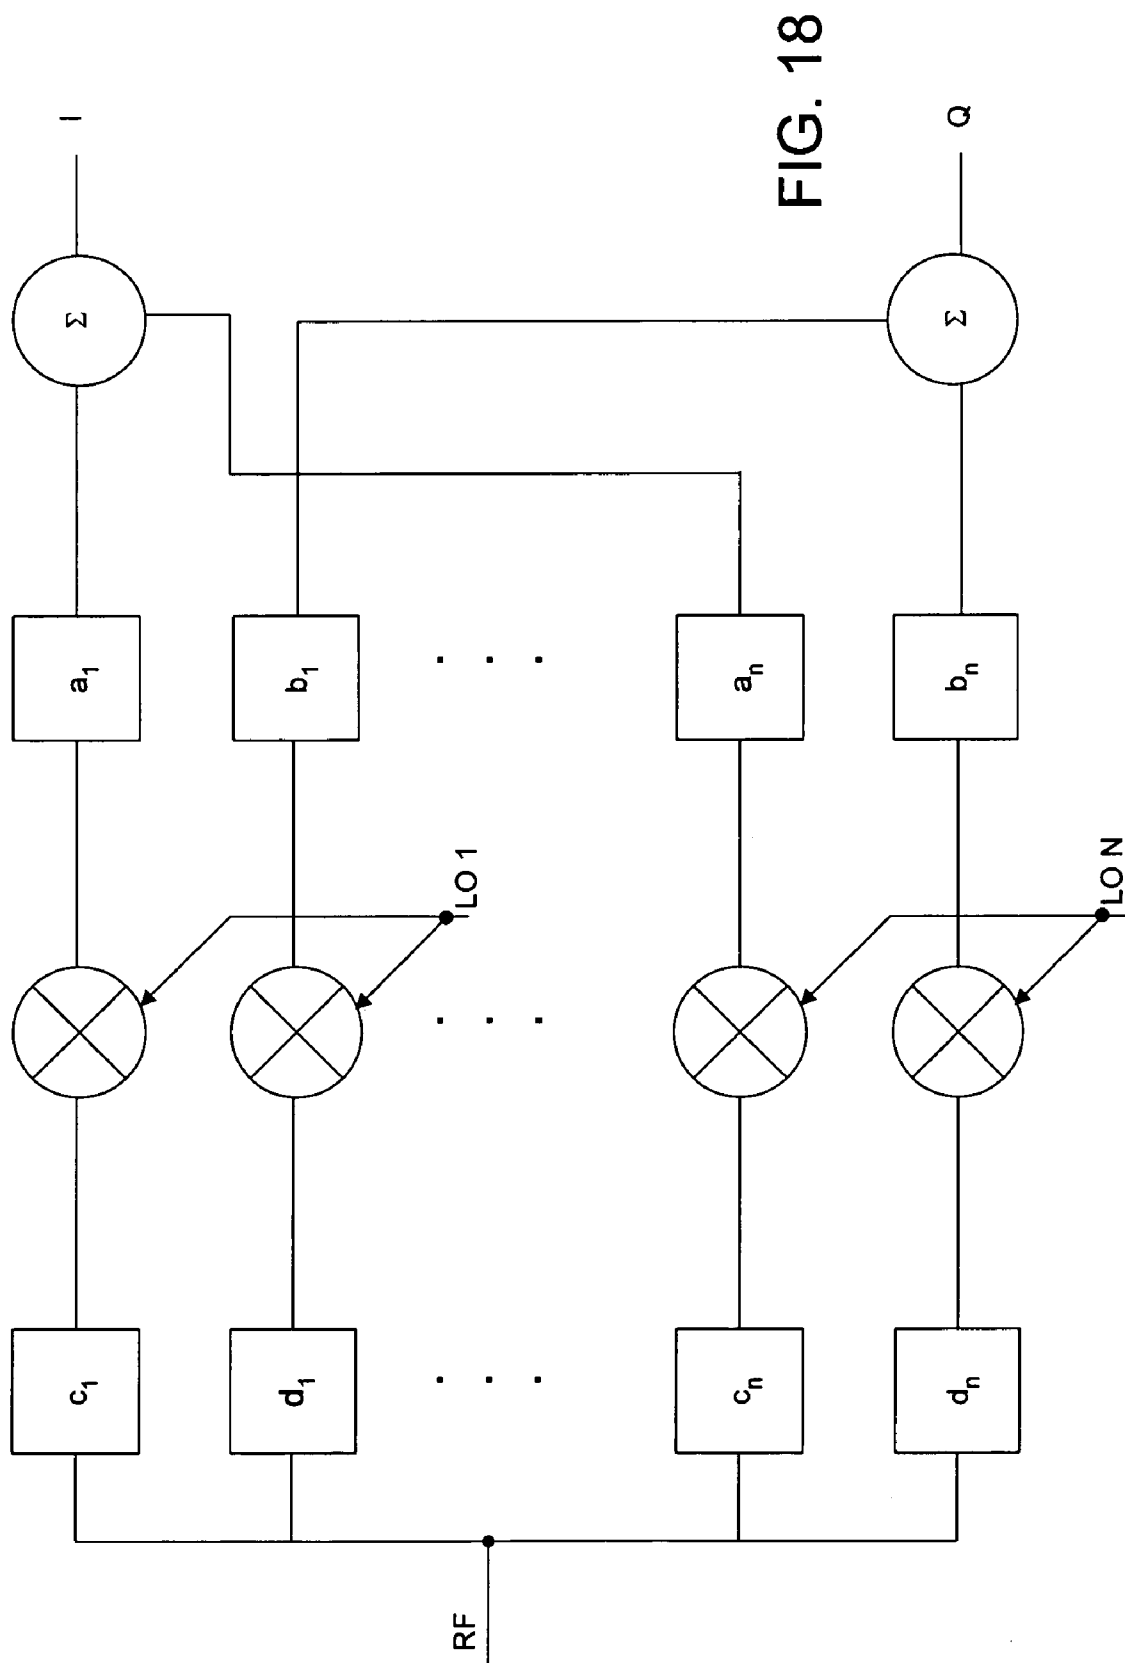 I
Σ
a1
c1
b1
d1
LO 1
RF
. . .
. . .
. . .
an
cn
FIG. 18
Q
Σ
bn
dn
LO N